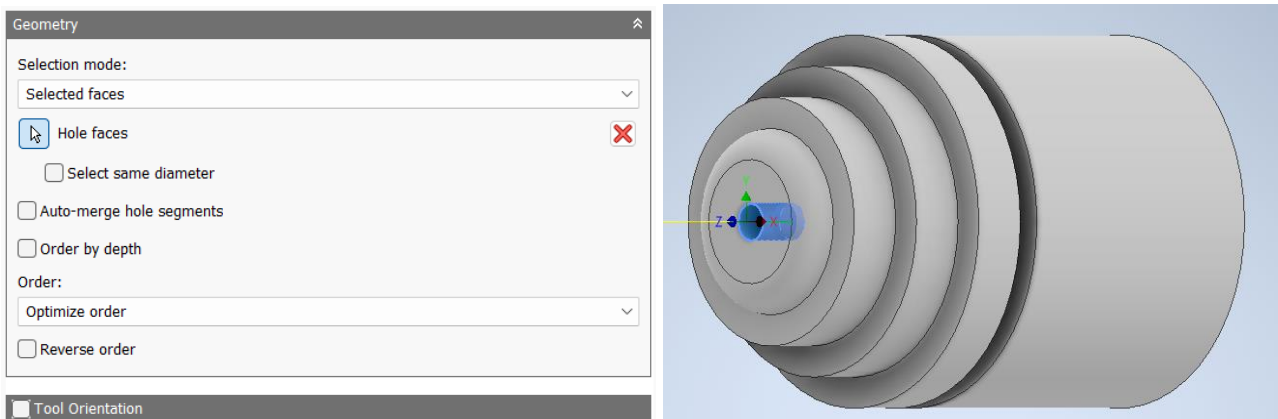 Geometry
Selection mode:
Selected faces
Hole faces
Select same diameter
Auto-merge hole segments
Order by depth
Order:
Optimize order
Reverse order
Tool Orientation
Y
Z
X